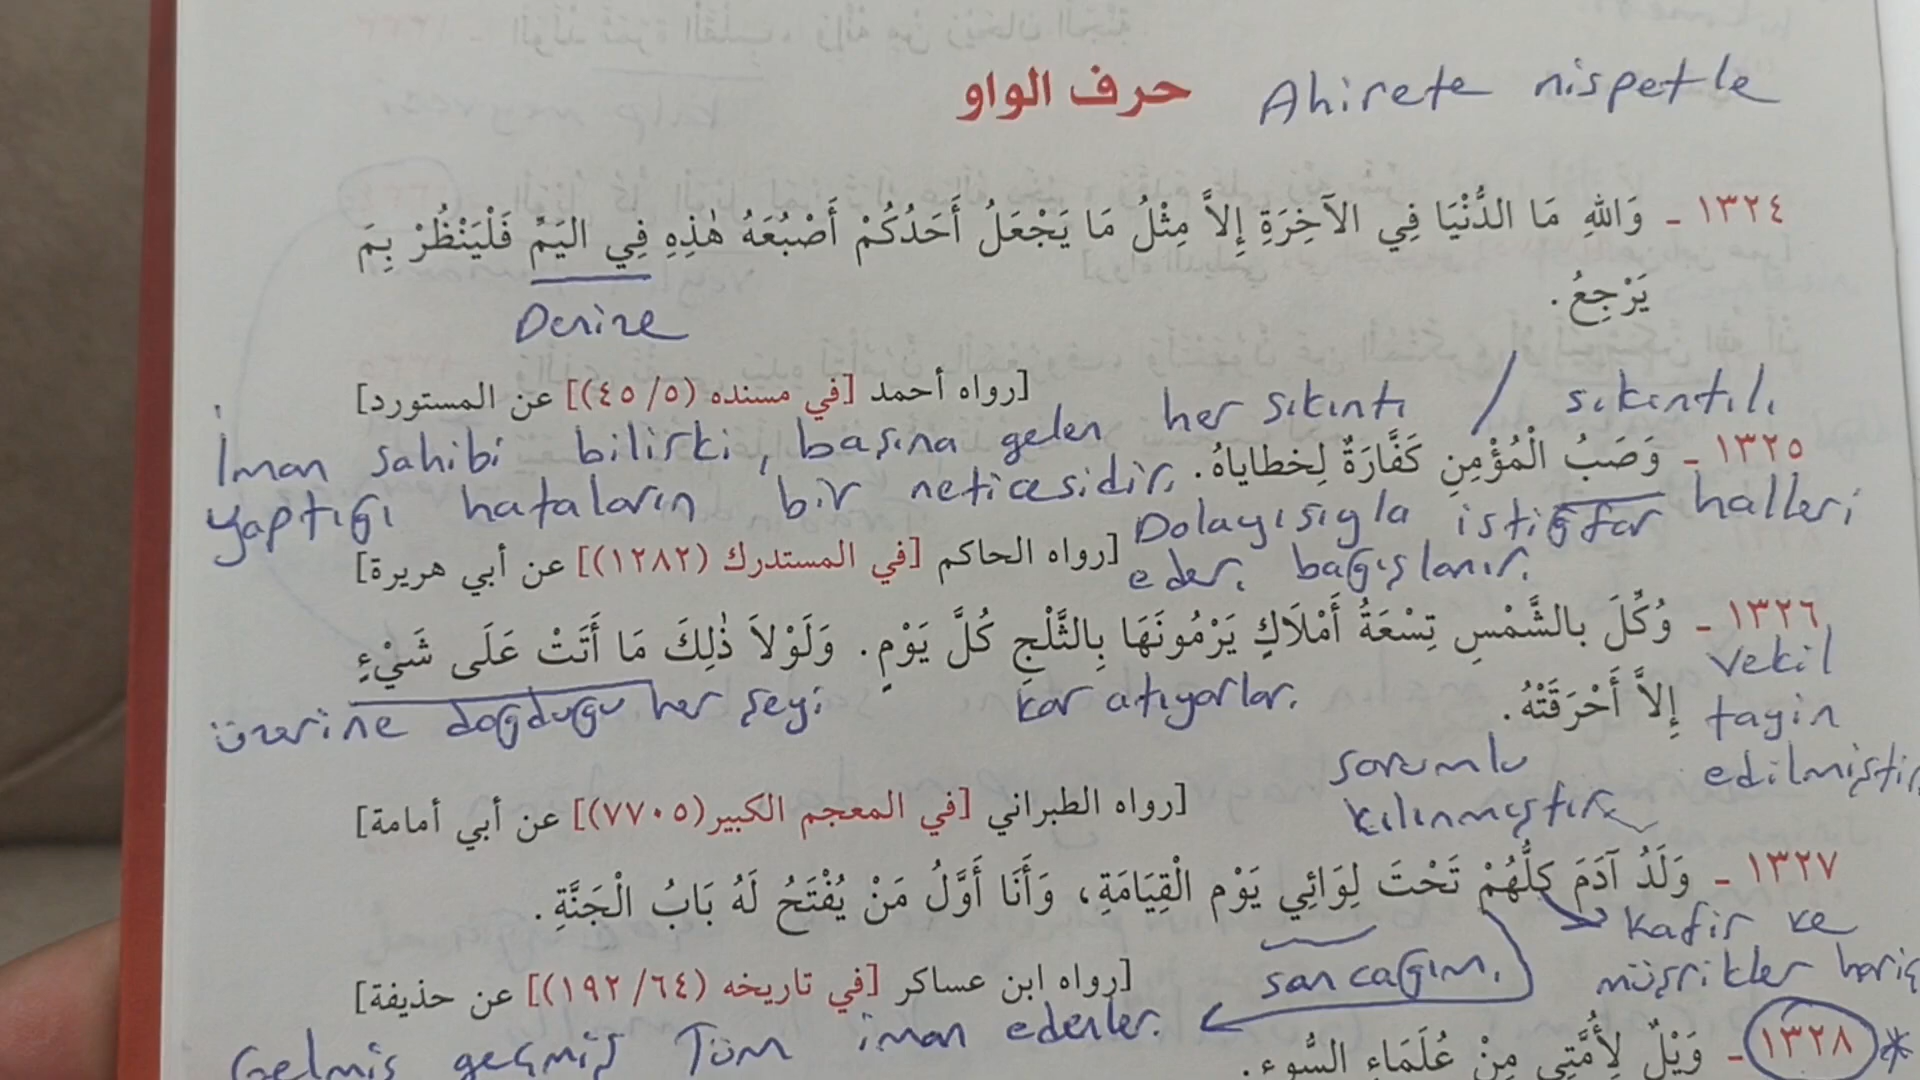 حرف الواو Ahirete nispetle
١٣٢٤ - وَاللهِ مَا الدُّنْيَا فِي الآخِرَةِ إِلاَّ مِثْلُ مَا يَجْعَلُ أَحَدُكُمْ أَصْبُعَهُ هٰذِهِ فِي اليَمِّ فَلْيَنْظُرْ بِمَ
يَرْجِعُ .
Denize
[رواه أحمد [في مسنده (٤٥/٥)] عن المستورد]
İman sahibi bilirki, başına gelen her sıkıntı / sıkıntılı
١٣٢٥ - وَصَبُ الْمُؤْمِنِ كَفَّارَةٌ لِخطاياهُ .
yaptığı hataların bir neticesidir. halleri
Dolayısıyla istiğfar
eder. bağışlanır.
[رواه الحاكم [في المستدرك (١٢٨٢)] عن أبي هريرة]
١٣٢٦ - وُكِّلَ بالشَّمْسِ تِسْعَةُ أَمْلَاكٍ يَرْمُونَهَا بِالثَّلْجِ كُلَّ يَوْمٍ . وَلَوْلاَ ذٰلِكَ مَا أَتَتْ عَلَى شَيْءٍ
إِلاَّ أَحْرَقَتْهُ .
vekil
tayin
edilmiştir
üzerine doğduğu her şeyi kar atıyorlar.
sorumlu
kılınmıştır
[رواه الطبراني [في المعجم الكبير(٧٧٠٥)] عن أبي أمامة]
١٣٢٧ - وَلَدُ آدَمَ كلُّهُمْ تَحْتَ لِوَائِي يَوْم الْقِيَامَةِ، وَأَنَا أَوَّلُ مَنْ يُفْتَحُ لَهُ بَابُ الْجَنَّةِ .
kafir ve
müşrikler hariç
sancağım.
[رواه ابن عساكر [في تاريخه (١٩٢/٦٤)] عن حذيفة]
Gelmiş geçmiş Tüm iman edenler.
١٣٢٨ - وَيْلٌ لِأُمَّتِي مِنْ عُلَمَاءِ السُّوءِ . *